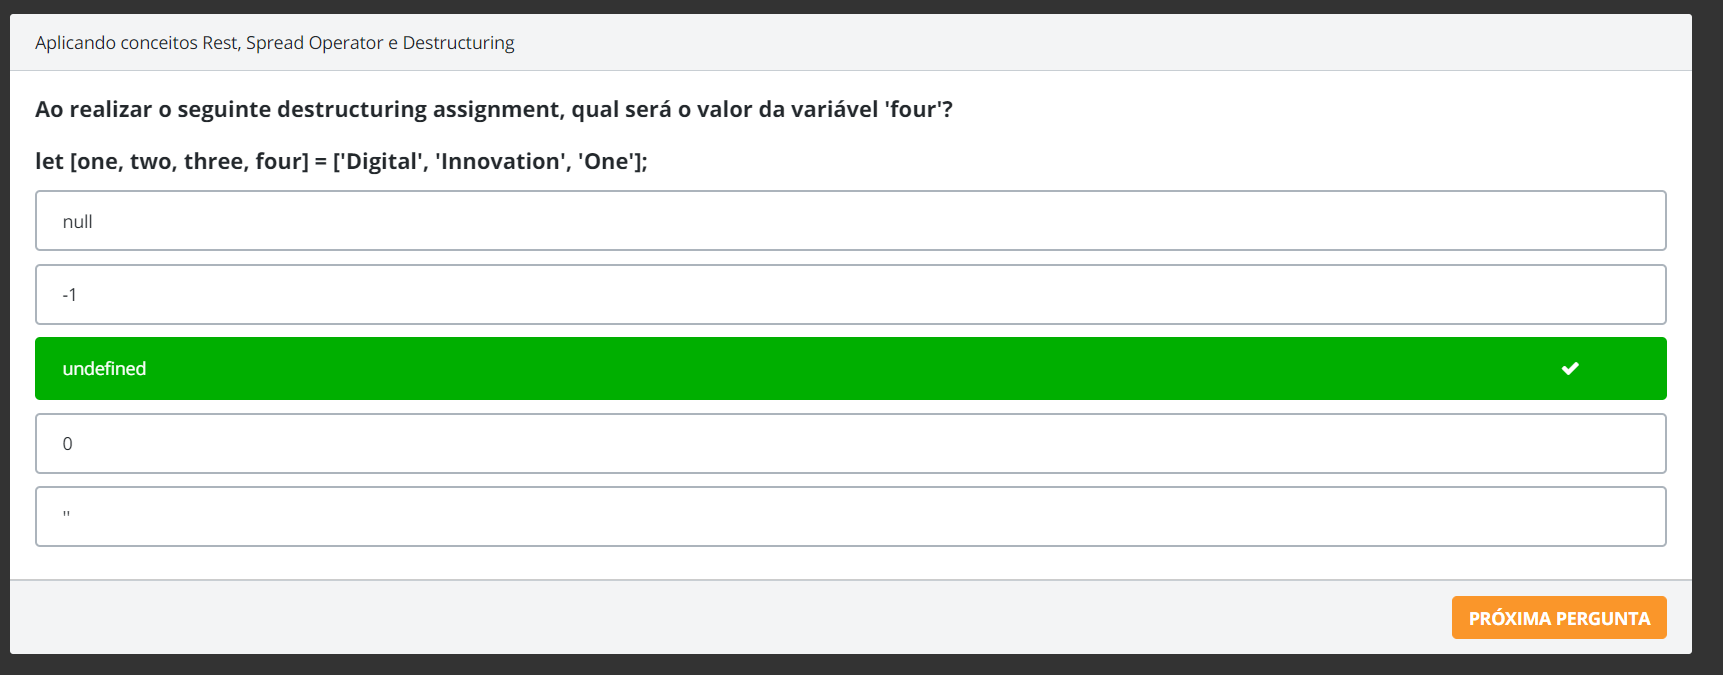 Aplicando conceitos Rest, Spread Operator e Destructuring
Ao realizar o seguinte destructuring assignment, qual será o valor da variável 'four'?
let [one, two, three, four] = ['Digital', 'Innovation', 'One'];
null
-1
undefined
0
''
PRÓXIMA PERGUNTA